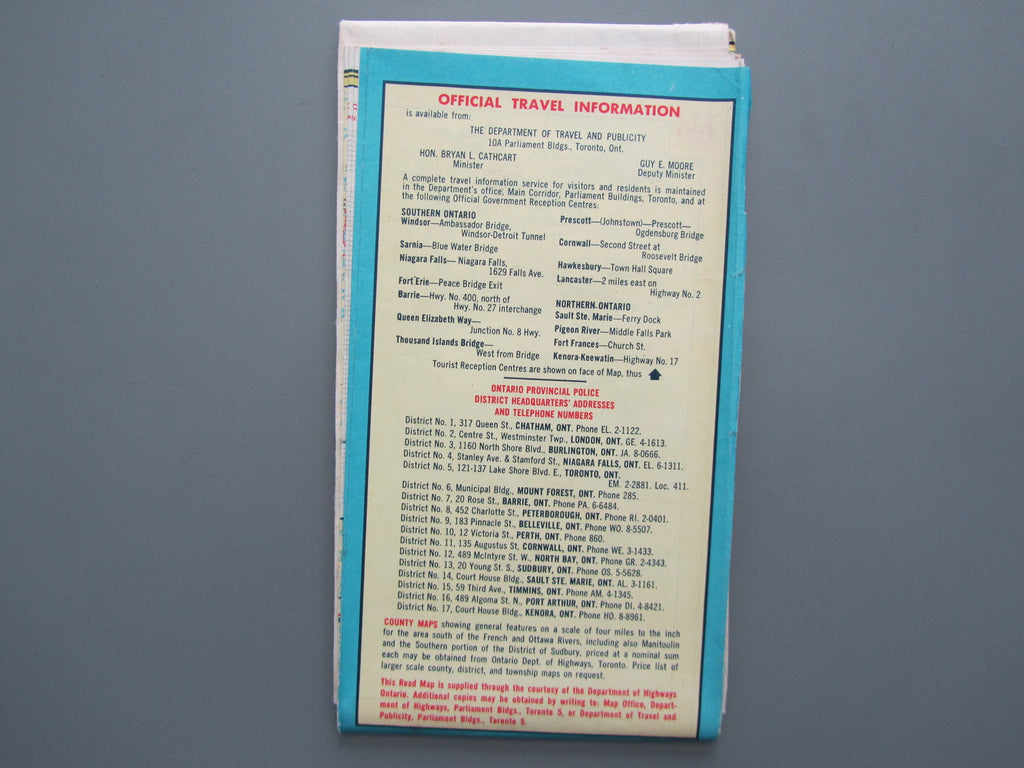 OFFICIAL TRAVEL INFORMATION
is available from:
THE DEPARTMENT OF TRAVEL AND PUBLICITY
10A Parliament Bldgs., Toronto, Ont.
HON. BRYAN L. CATHCART
Minister
GUY E. MOORE
Deputy Minister
A complete travel information service for visitors and residents is maintained
in the Department's office, Main Corridor, Parliament Buildings, Toronto, and at
the following Official Government Reception Centres:
SOUTHERN ONTARIO
Windsor—Ambassador Bridge,
Windsor-Detroit Tunnel
Sarnia—Blue Water Bridge
Niagara Falls— Niagara Falls,
1629 Falls Ave.
Fort Erie—Peace Bridge Exit
Barrie—Hwy. No. 400, north of
Hwy. No. 27 interchange
Queen Elizabeth Way—
Junction No. 8 Hwy.
Thousand Islands Bridge—
West from Bridge
Prescott—(Johnstown)—Prescott—
Ogdensburg Bridge
Cornwall—Second Street at
Roosevelt Bridge
Hawkesbury—Town Hall Square
Lancaster—2 miles east on
Highway No. 2
NORTHERN ONTARIO
Sault Ste. Marie—Ferry Dock
Pigeon River—Middle Falls Park
Fort Frances—Church St.
Kenora-Keewatin—Highway No. 17
Tourist Reception Centres are shown on face of Map, thus
ONTARIO PROVINCIAL POLICE
DISTRICT HEADQUARTERS' ADDRESSES
AND TELEPHONE NUMBERS
District No. 1, 317 Queen St., CHATHAM, ONT. Phone EL. 2-1122.
District No. 2, Centre St., Westminster Twp., LONDON, ONT. GE. 4-1613.
District No. 3, 1160 North Shore Blvd., BURLINGTON, ONT. JA. 8-0666.
District No. 4, Stanley Ave. & Stamford St., NIAGARA FALLS, ONT. EL. 6-1311.
District No. 5, 121-137 Lake Shore Blvd. E., TORONTO, ONT.
EM. 2-2881. Loc. 411.
District No. 6, Municipal Bldg., MOUNT FOREST, ONT. Phone 285.
District No. 7, 20 Rose St., BARRIE, ONT. Phone PA. 6-6484.
District No. 8, 452 Charlotte St., PETERBOROUGH, ONT. Phone RI. 2-0401.
District No. 9, 183 Pinnacle St., BELLEVILLE, ONT. Phone WO. 8-5507.
District No. 10, 12 Victoria St., PERTH, ONT. Phone 860.
District No. 11, 135 Augustus St, CORNWALL, ONT. Phone WE. 3-1433.
District No. 12, 489 McIntyre St. W., NORTH BAY, ONT. Phone GR. 2-4343.
District No. 13, 20 Young St. S., SUDBURY, ONT. Phone OS. 5-5628.
District No. 14, Court House Bldg., SAULT STE. MARIE, ONT. AL. 3-1161.
District No. 15, 59 Third Ave., TIMMINS, ONT. Phone AM. 4-1345.
District No. 16, 489 Algoma St. N., PORT ARTHUR, ONT. Phone DI. 4-8421.
District No. 17, Court House Bldg., KENORA, ONT. Phone HO. 8-8961.
COUNTY MAPS showing general features on a scale of four miles to the inch
for the area south of the French and Ottawa Rivers, including also Manitoulin
and the Southern portion of the District of Sudbury, priced at a nominal sum
each may be obtained from Ontario Dept. of Highways, Toronto. Price list of
larger scale county, district, and township maps on request.
This Road Map is supplied through the courtesy of the Department of Highways
Ontario. Additional copies may be obtained by writing to: Map Office, Depart-
ment of Highways, Parliament Bldgs., Toronto 5, or Department of Travel and
Publicity, Parliament Bldgs., Toronto 5.